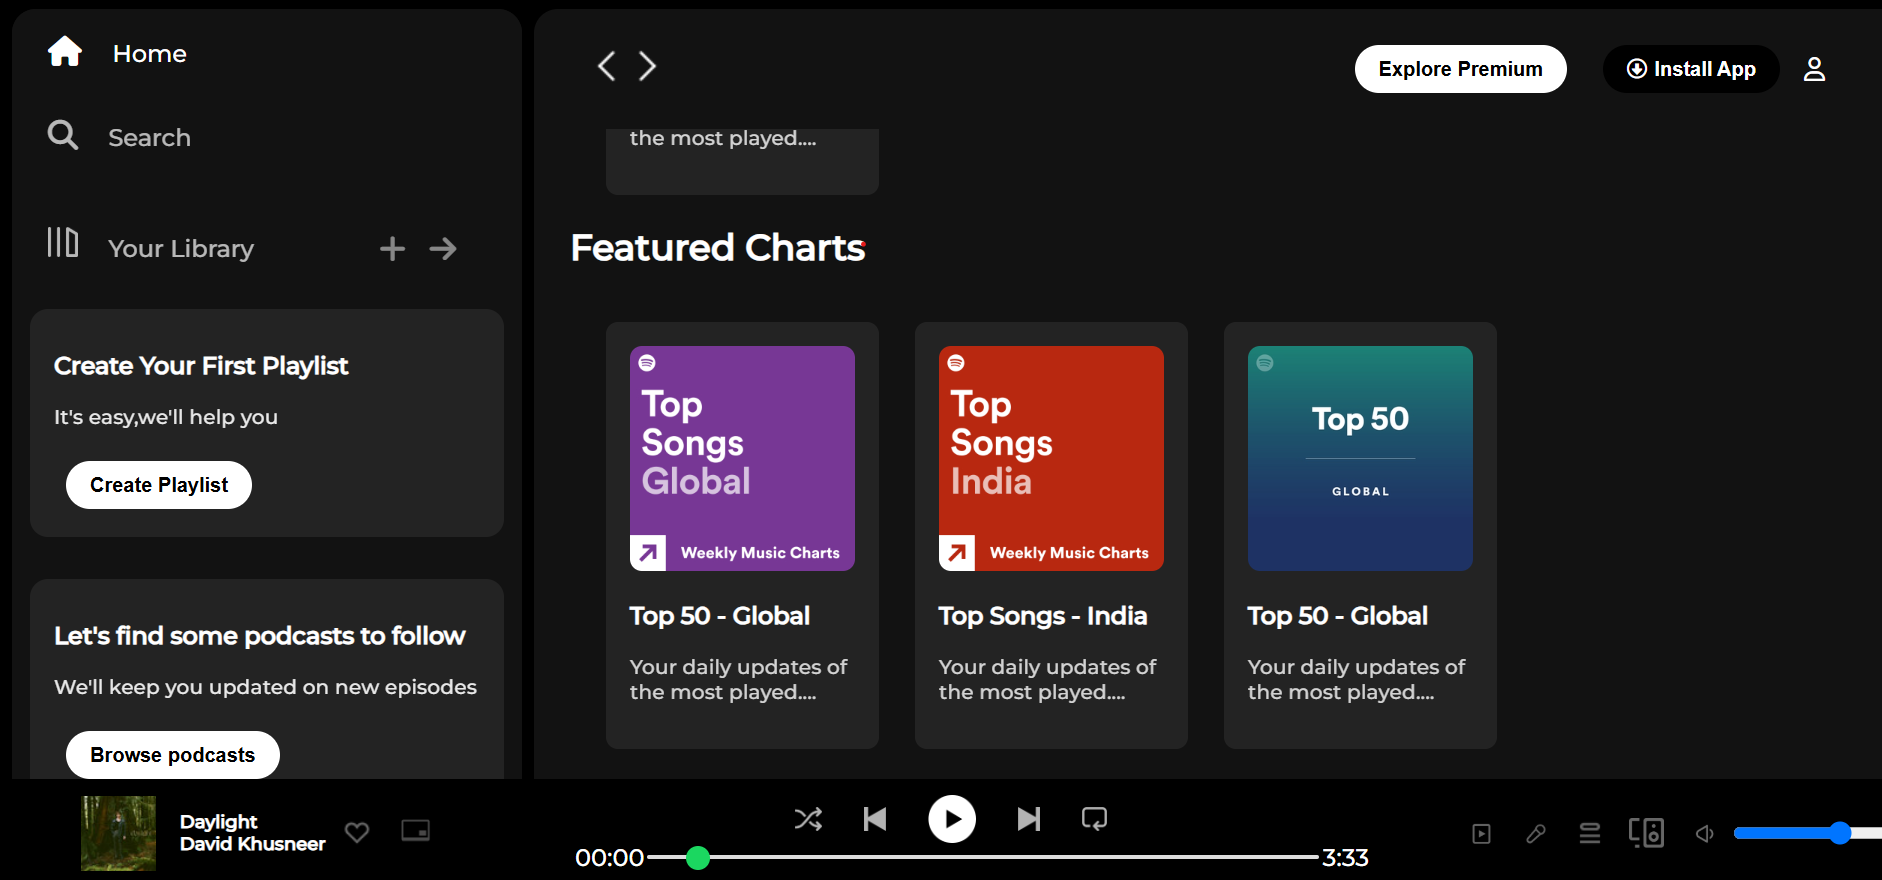 Home
Search
Your Library
Create Your First Playlist
It's easy,we'll help you
Create Playlist
Let's find some podcasts to follow
We'll keep you updated on new episodes
Browse podcasts
Explore Premium
Install App
the most played....
Featured Charts
Top
Songs
Global
Weekly Music Charts
Top 50 - Global
Your daily updates of
the most played....
Top
Songs
India
Weekly Music Charts
Top Songs - India
Your daily updates of
the most played....
Top 50
GLOBAL
Top 50 - Global
Your daily updates of
the most played....
Daylight
David Khusneer
00:00
3:33